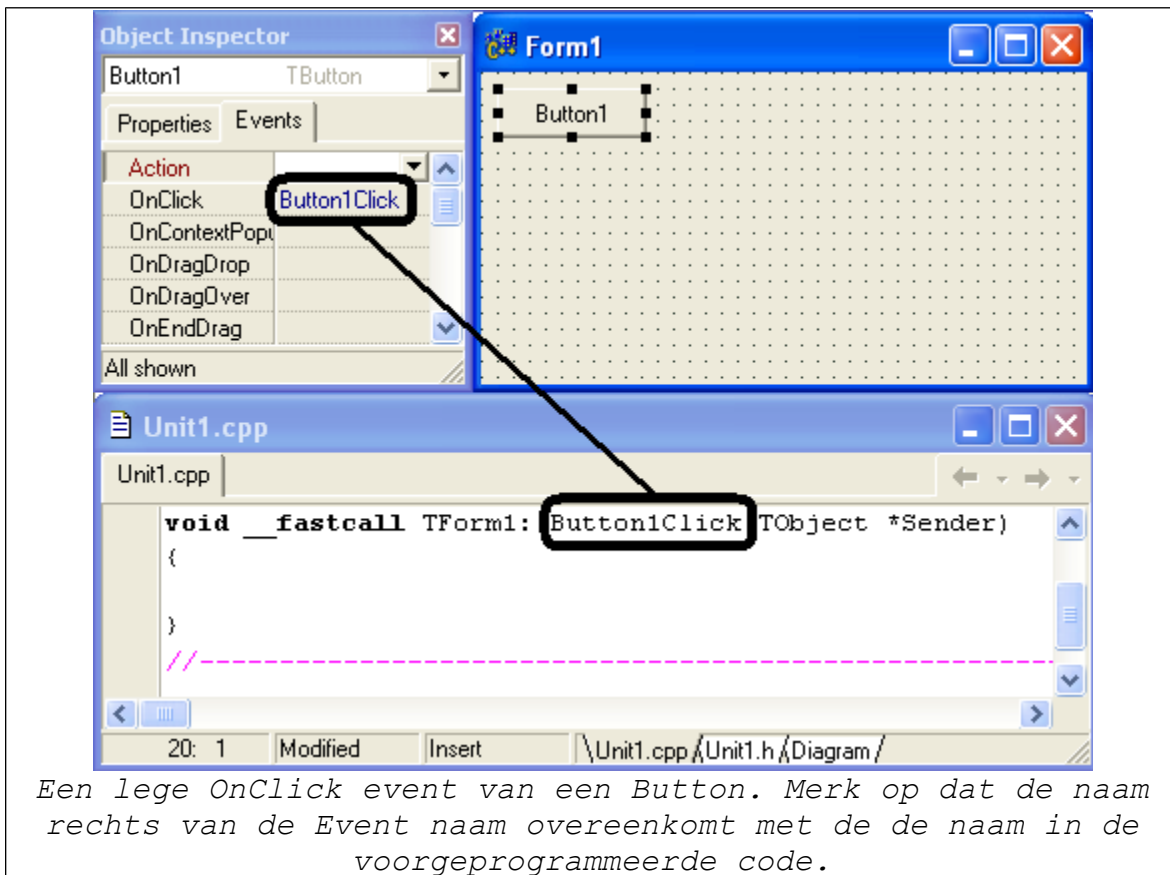 Object Inspector
Button1 TButton
Properties Events
Action
OnClick Button1Click
OnContextPopu
OnDragDrop
OnDragOver
OnEndDrag
All shown
Form1
Button1
Unit1.cpp
Unit1.cpp
void __fastcall TForm1: Button1Click TObject *Sender)
{
}
//------------------------------------------------------
20: 1 Modified Insert \Unit1.cpp/Unit1.h/Diagram/
Een lege OnClick event van een Button. Merk op dat de naam
rechts van de Event naam overeenkomt met de de naam in de
voorgeprogrammeerde code.